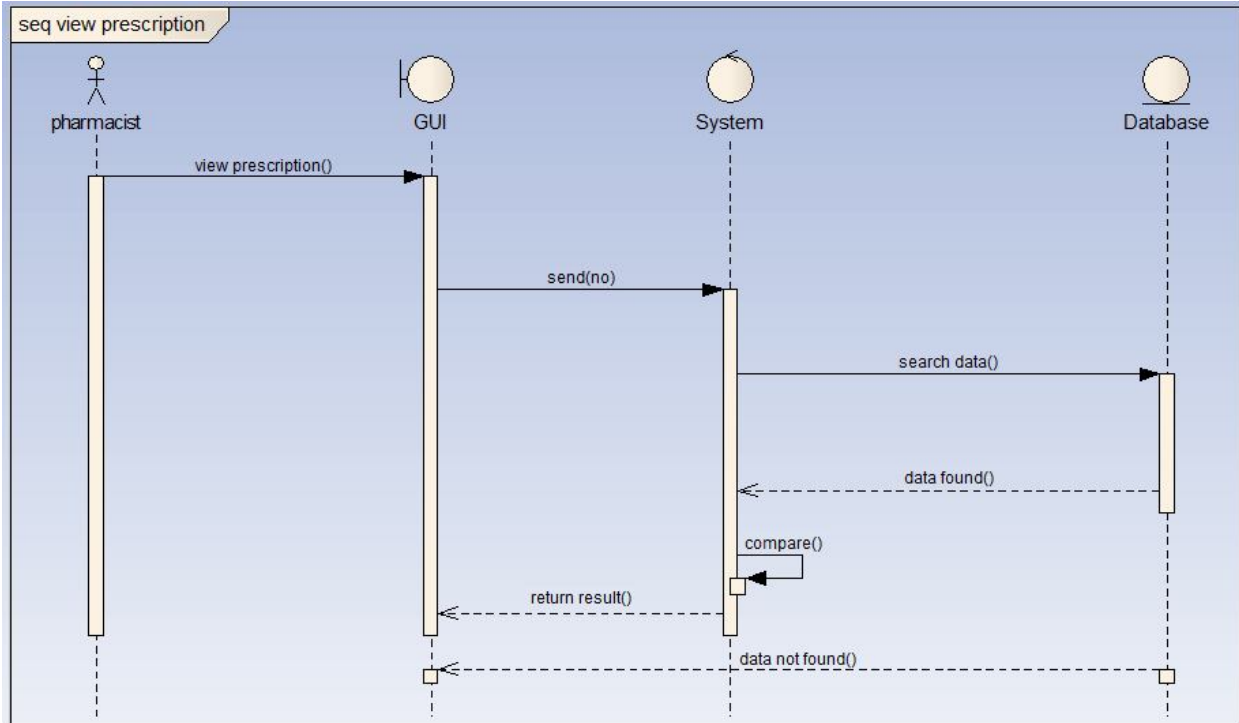 seq view prescription
pharmacist
GUI
System
Database
view prescription()
send(no)
search data()
data found()
compare()
return result()
data not found()